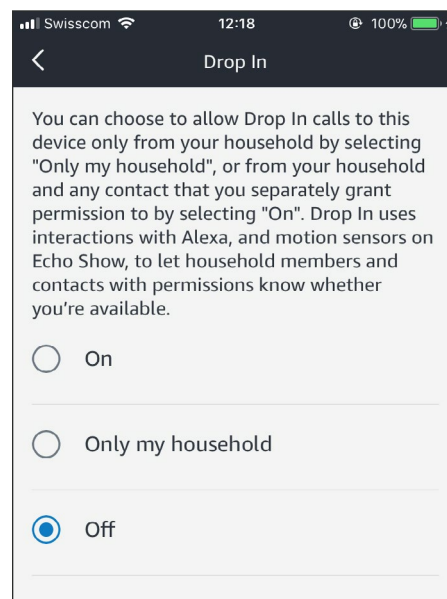 Swisscom 12:18 100%
Drop In
You can choose to allow Drop In calls to this
device only from your household by selecting
"Only my household", or from your household
and any contact that you separately grant
permission to by selecting "On". Drop In uses
interactions with Alexa, and motion sensors on
Echo Show, to let household members and
contacts with permissions know whether
you’re available.
On
Only my household
Off